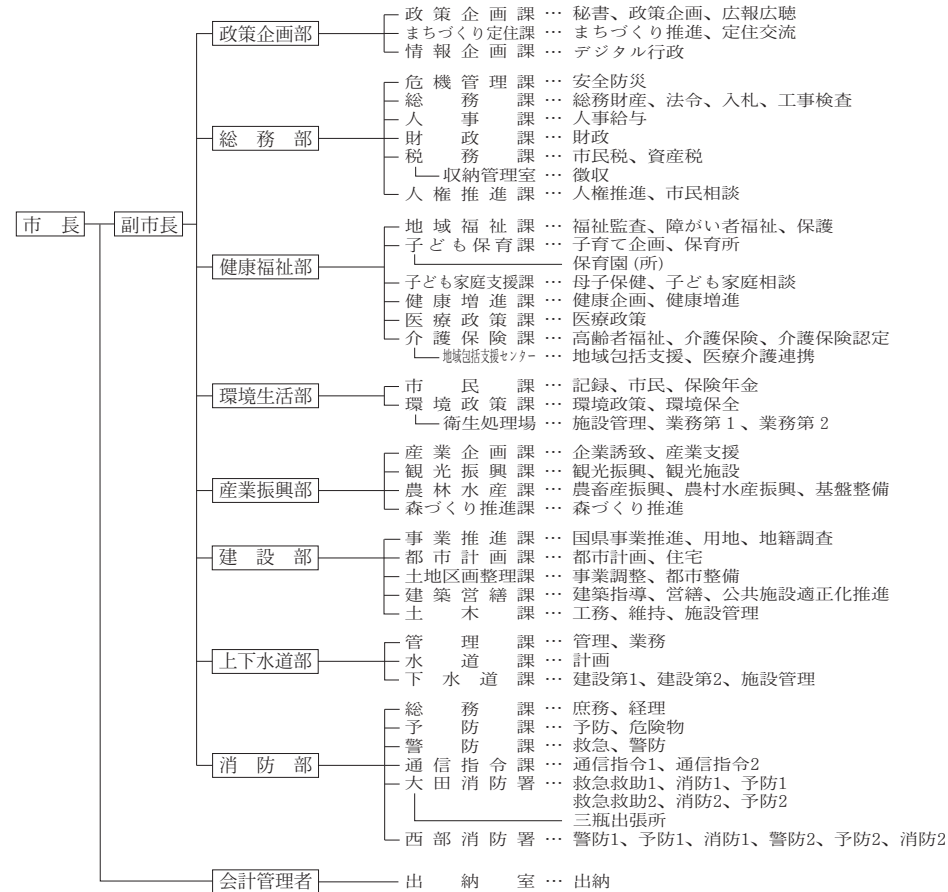 政策企画課 … 秘書、政策企画、広報広聴
政策企画部 まちづくり定住課 … まちづくり推進、定住交流
情報企画課 … デジタル行政
危機管理課 … 安全防災
総務課 … 総務財産、法令、入札、工事検査
人事課 … 人事給与
総務部 財政課 … 財政
税務課 … 市民税、資産税
収納管理室 … 徴収
人権推進課 … 人権推進、市民相談
市長 副市長 地域福祉課 … 福祉監査、障がい者福祉、保護
子ども保育課 … 子育て企画、保育所
健康福祉部 保育園(所)
子ども家庭支援課 … 母子保健、子ども家庭相談
健康増進課 … 健康企画、健康増進
医療政策課 … 医療政策
介護保険課 … 高齢者福祉、介護保険、介護保険認定
地域包括支援センター … 地域包括支援、医療介護連携
市民課 … 記録、市民、保険年金
環境生活部 環境政策課 … 環境政策、環境保全
衛生処理場 … 施設管理、業務第1、業務第2
産業企画課 … 企業誘致、産業支援
観光振興課 … 観光振興、観光施設
産業振興部 農林水産課 … 農畜産振興、農村水産振興、基盤整備
森づくり推進課 … 森づくり推進
事業推進課 … 国県事業推進、用地、地籍調査
建設部 都市計画課 … 都市計画、住宅
土地区画整理課 … 事業調整、都市整備
建築営繕課 … 建築指導、営繕、公共施設適正化推進
土木課 … 工務、維持、施設管理
管理課 … 管理、業務
上下水道部 水道課 … 計画
下水道課 … 建設第1、建設第2、施設管理
総務課 … 庶務、経理
予防課 … 予防、危険物
警防課 … 救急、警防
消防部 通信指令課 … 通信指令1、通信指令2
大田消防署 … 救急救助1、消防1、予防1
救急救助2、消防2、予防2
三瓶出張所
西部消防署 … 警防1、予防1、消防1、警防2、予防2、消防2
会計管理者 出納室 … 出納